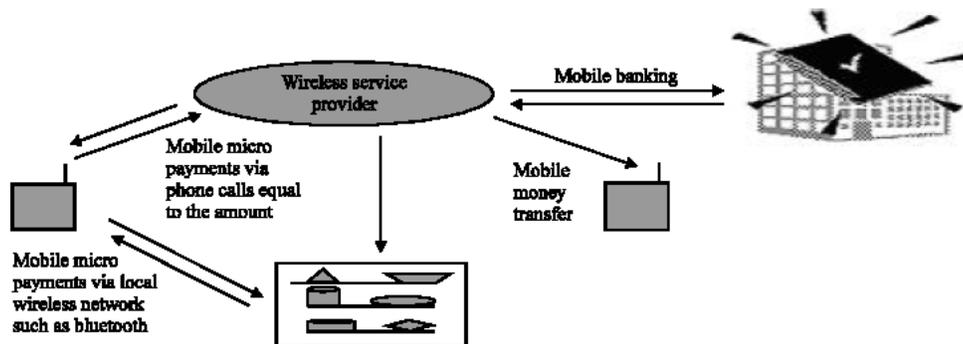 Wireless service
provider
Mobile banking
Mobile micro
payments via
phone calls equal
to the amount
Mobile
money
transfer
Mobile micro
payments via local
wireless network
such as bluetooth